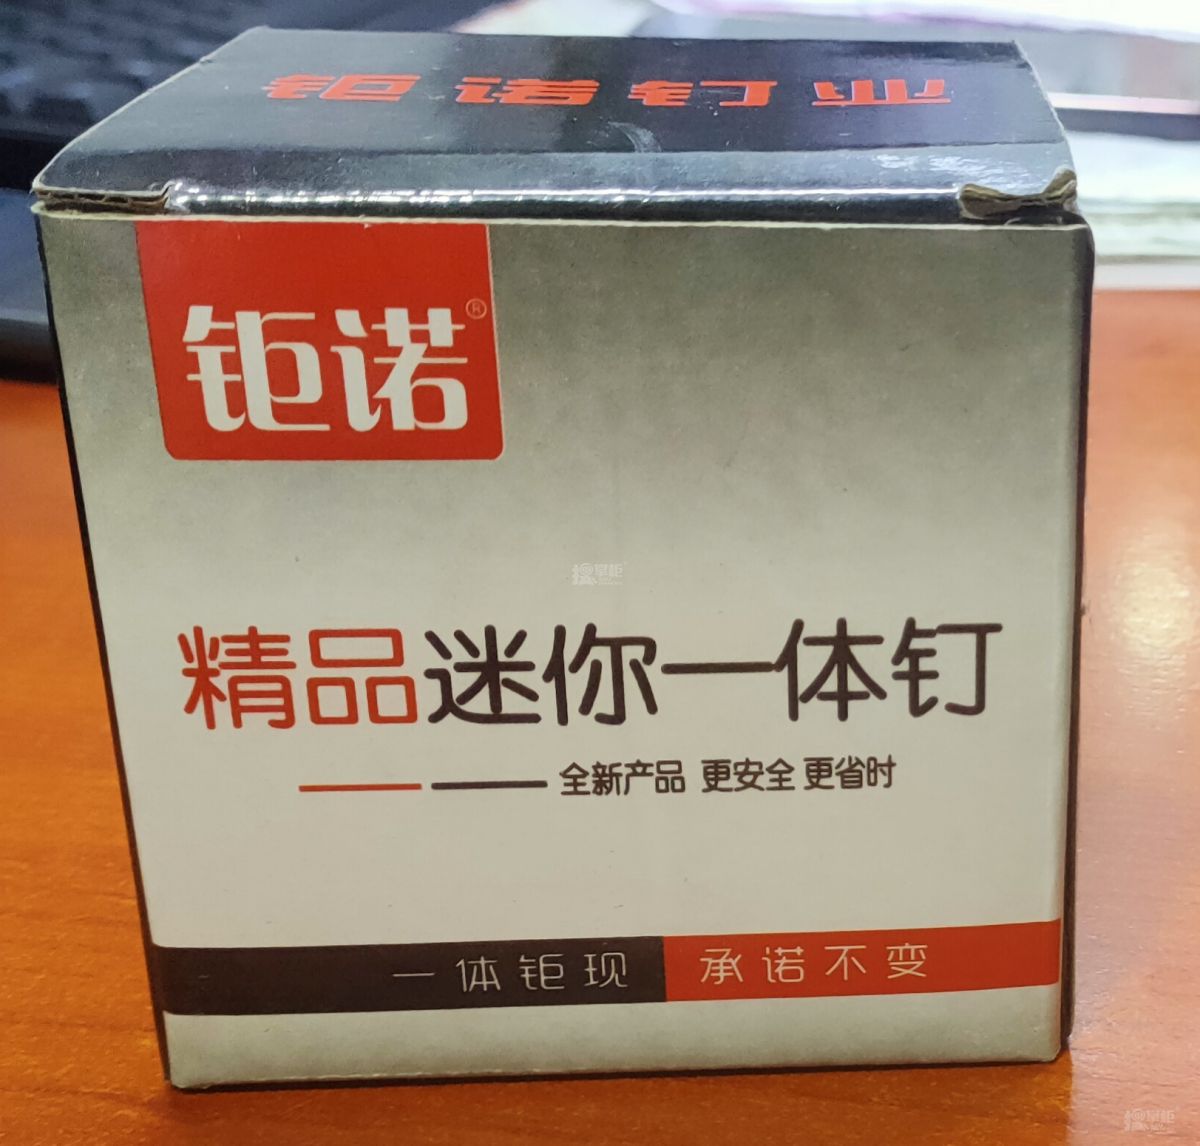 钜诺钉业
钜诺®
精品迷你一体钉
全新产品 更安全 更省时
一体钜现 承诺不变